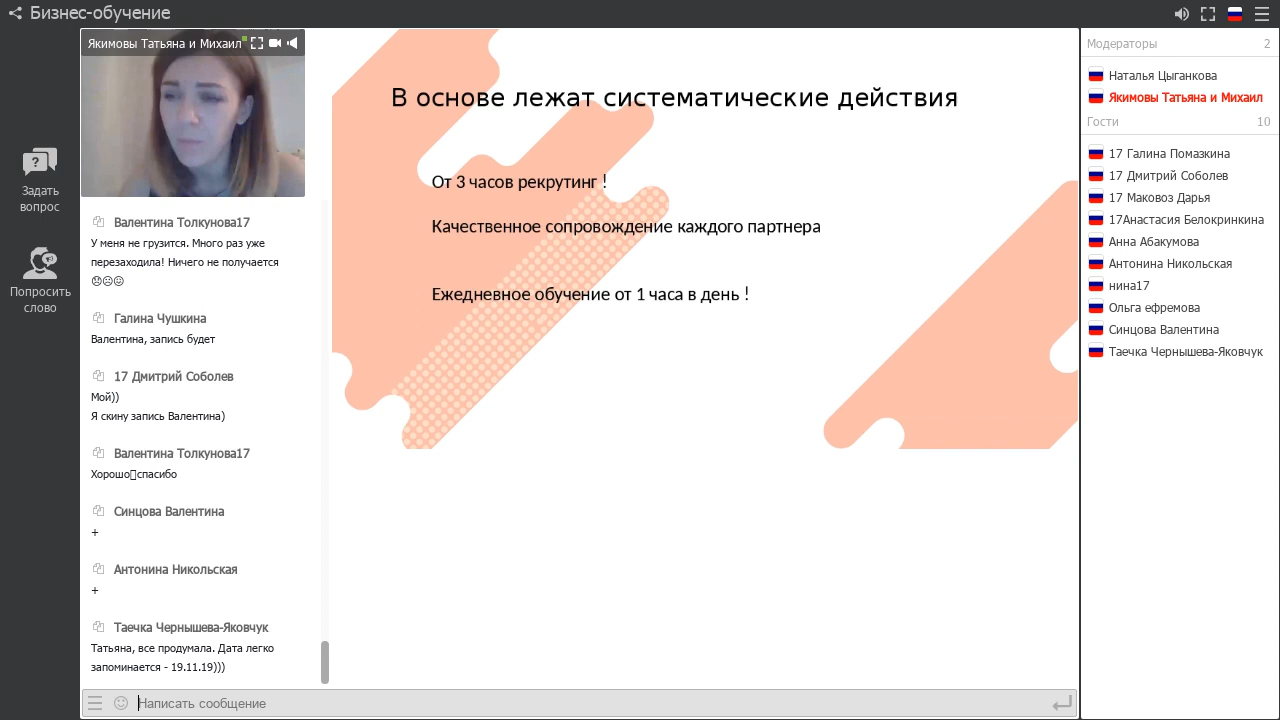 Бизнес-обучение
Якимовы Татьяна и Михаил
Задать
вопрос
Попросить
слово
Валентина Толкунова17
У меня не грузится. Много раз уже
перезаходила! Ничего не получается
Галина Чушкина
Валентина, запись будет
17 Дмитрий Соболев
Мой))
Я скину запись Валентина)
Валентина Толкунова17
Хорошо▯спасибо
Синцова Валентина
+
Антонина Никольская
+
Таечка Чернышева-Яковчук
Татьяна, все продумала. Дата легко
запоминается - 19.11.19)))
Написать сообщение
В основе лежат систематические действия
От 3 часов рекрутинг !
Качественное сопровождение каждого партнера
Ежедневное обучение от 1 часа в день !
Модераторы 2
Наталья Цыганкова
Якимовы Татьяна и Михаил
Гости 10
17 Галина Помазкина
17 Дмитрий Соболев
17 Маковоз Дарья
17Анастасия Белокринкина
Анна Абакумова
Антонина Никольская
нина17
Ольга ефремова
Синцова Валентина
Таечка Чернышева-Яковчук